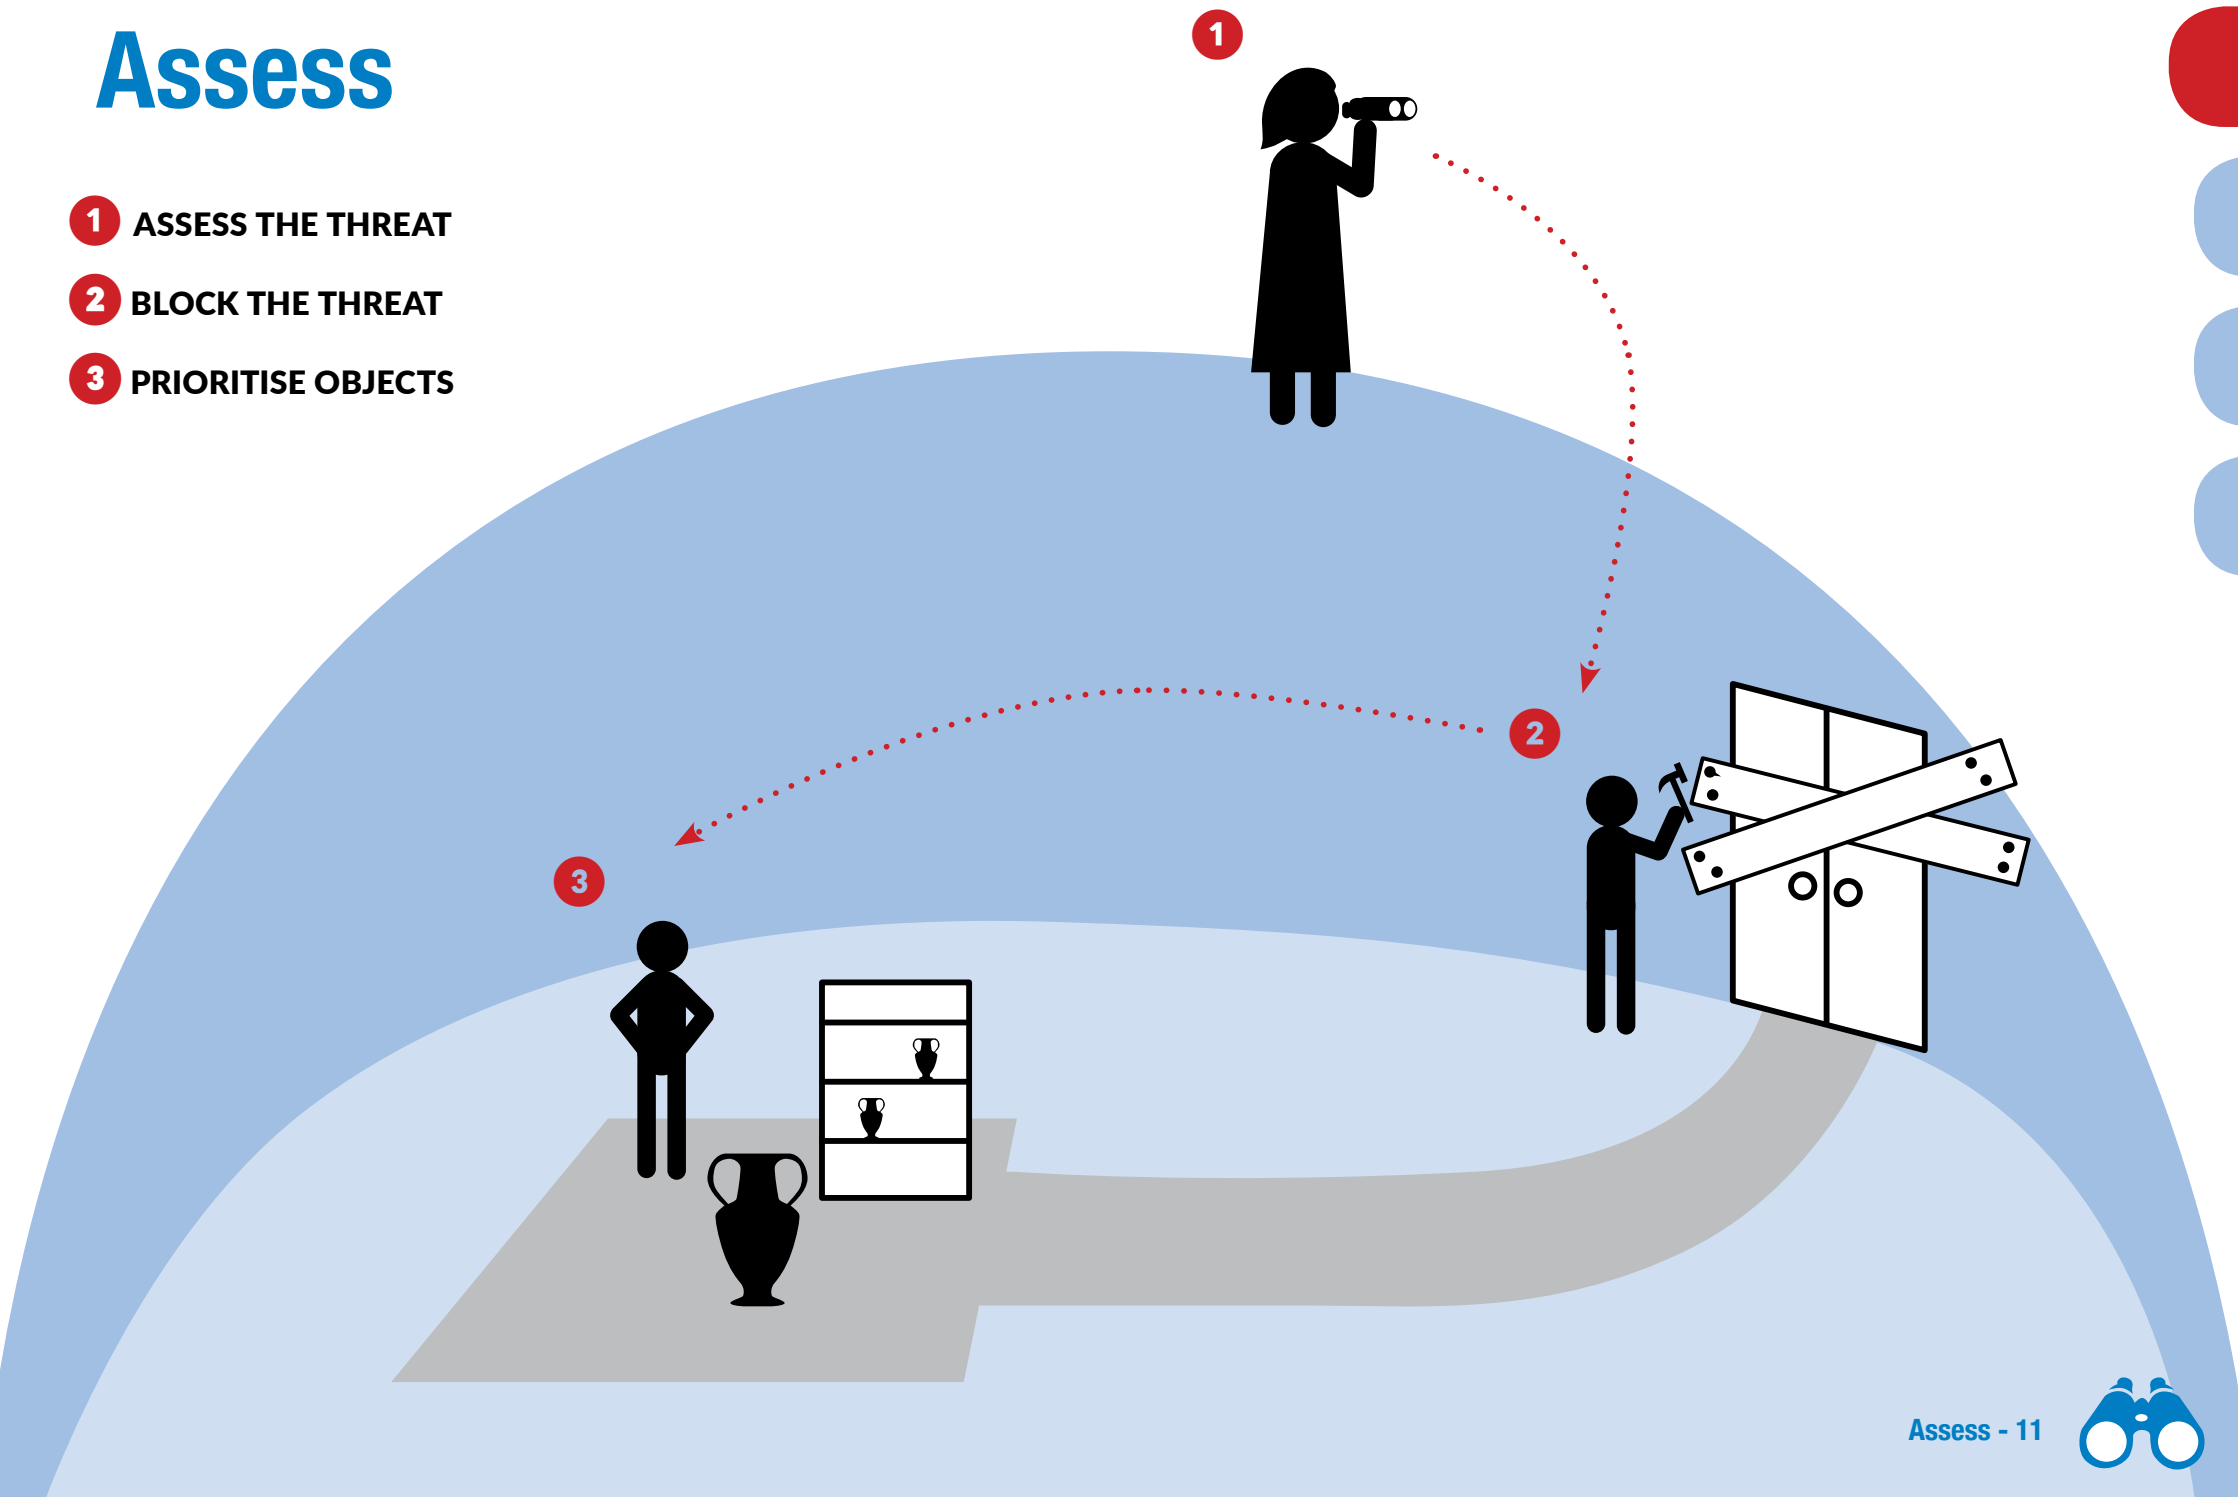 Assess
1 ASSESS THE THREAT
2 BLOCK THE THREAT
3 PRIORITISE OBJECTS
1
2
3
Assess - 11